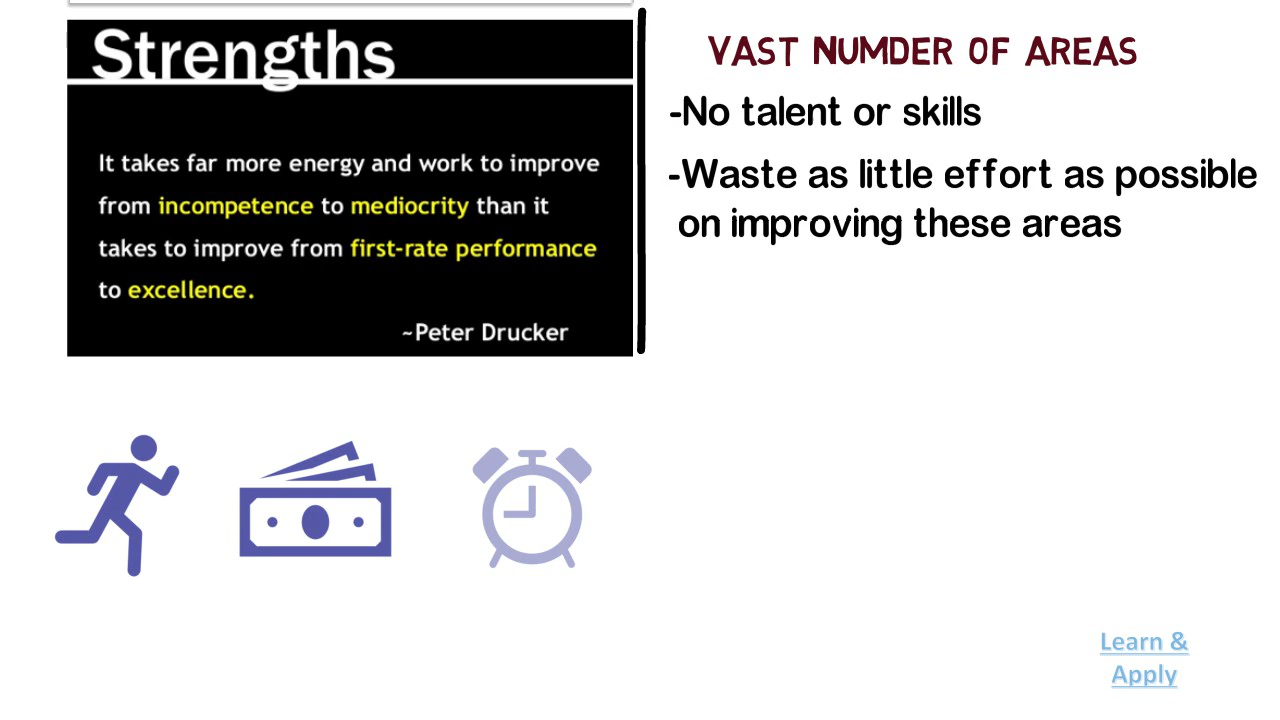 Strengths
It takes far more energy and work to improve
from incompetence to mediocrity than it
takes to improve from first-rate performance
to excellence.
~Peter Drucker
VAST NUMDER OF AREAS
-No talent or skills
-Waste as little effort as possible
on improving these areas
Learn &
Apply